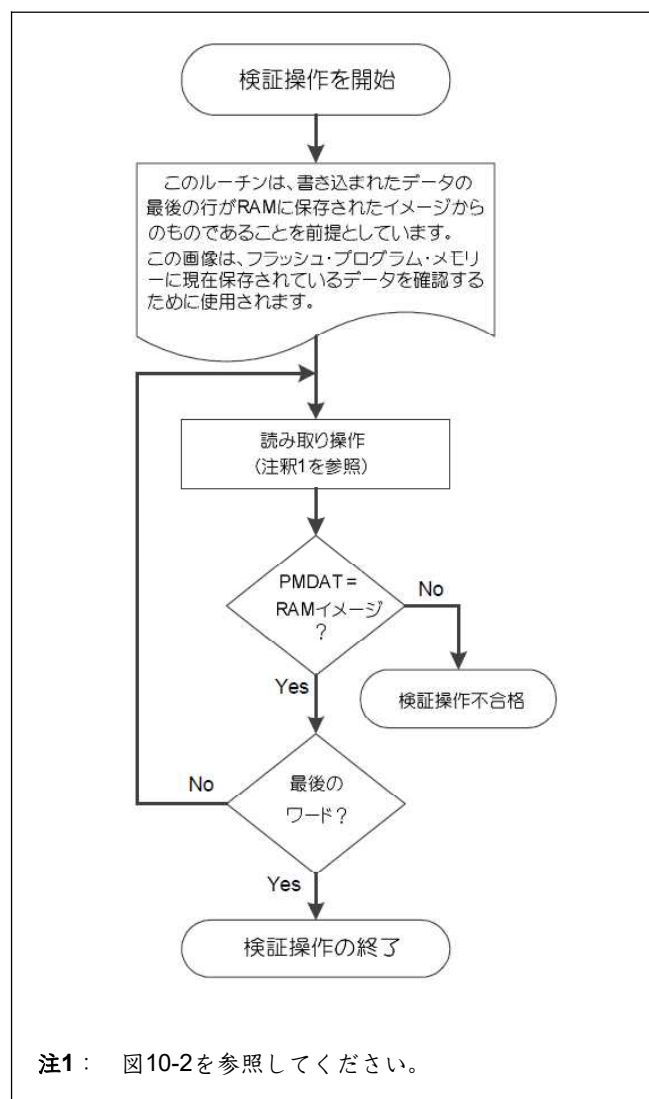 検証操作を開始
このルーチンは、書き込まれたデータの
最後の行がRAMに保存されたイメージから
のものであることを前提としています。
この画像は、フラッシュ・プログラム・メモリ
ーに現在保存されているデータを確認する
ために使用されます。
読み取り操作
(注釈1を参照)
PMDAT =
RAMイメージ
?
No
検証操作不合格
Yes
最後の
ワード?
No
Yes
検証操作の終了
注1： 図10-2を参照してください。